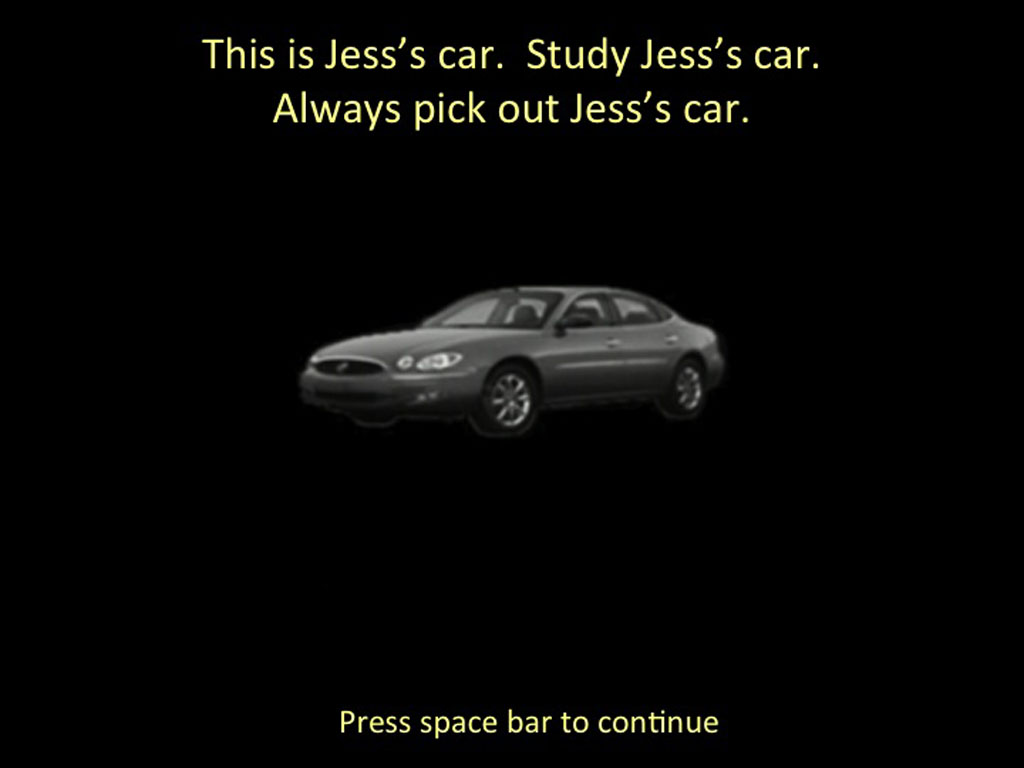 This is Jess’s car.  Study Jess’s car.
Always pick out Jess’s car.
Press space bar to continue